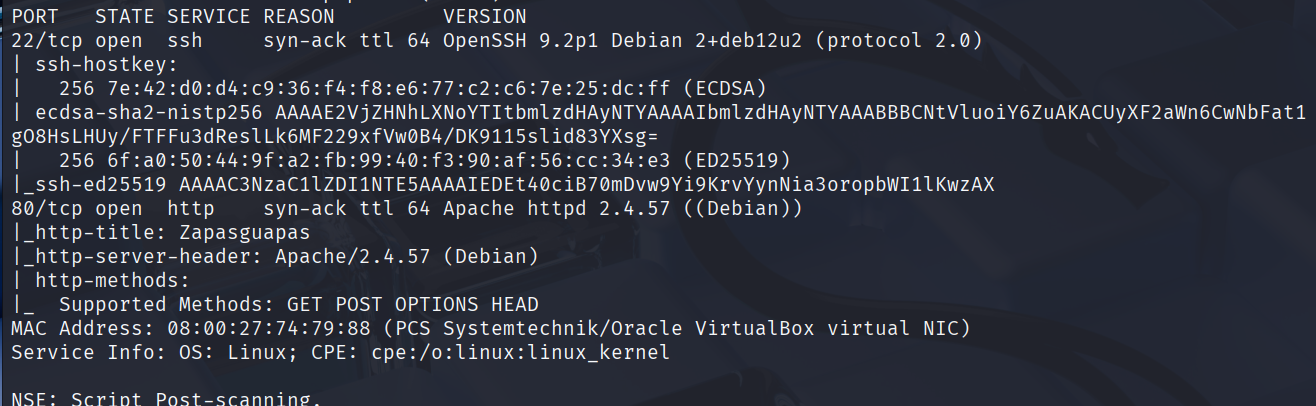 PORT   STATE SERVICE REASON         VERSION
22/tcp open  ssh     syn-ack ttl 64 OpenSSH 9.2p1 Debian 2+deb12u2 (protocol 2.0)
| ssh-hostkey:
|   256 7e:42:d0:d4:c9:36:f4:f8:e6:77:c2:c6:7e:25:dc:ff (ECDSA)
| ecdsa-sha2-nistp256 AAAAE2VjZHNhLXNoYTItbmlzdHAyNTYAAAAIbmlzdHAyNTYAAABBBCNtVluoiY6ZuAKACUyXF2aWn6CwNbFat1
gO8HsLHUy/FTFFu3dReslLk6MF229xfVw0B4/DK9115slid83YXsg=
|   256 6f:a0:50:44:9f:a2:fb:99:40:f3:90:af:56:cc:34:e3 (ED25519)
|_ssh-ed25519 AAAAC3NzaC1lZDI1NTE5AAAAIEDEt40ciB70mDvw9Yi9KrvYynNia3oropbWI1lKwzAX
80/tcp open  http    syn-ack ttl 64 Apache httpd 2.4.57 ((Debian))
|_http-title: Zapasguapas
|_http-server-header: Apache/2.4.57 (Debian)
| http-methods:
|_  Supported Methods: GET POST OPTIONS HEAD
MAC Address: 08:00:27:74:79:88 (PCS Systemtechnik/Oracle VirtualBox virtual NIC)
Service Info: OS: Linux; CPE: cpe:/o:linux:linux_kernel
NSE: Script Post-scanning.